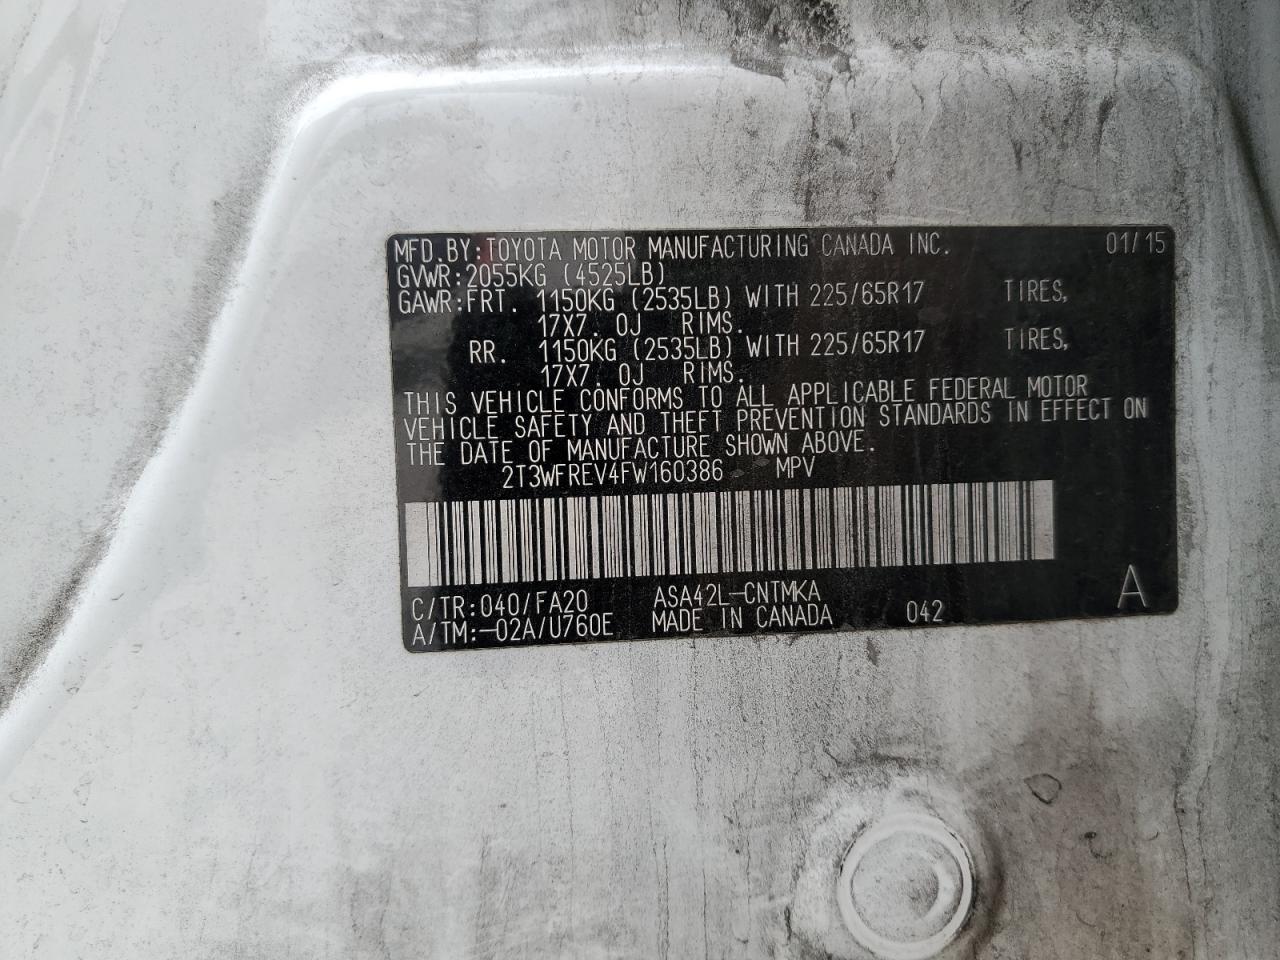 MFD.BY:TOYOTA MOTOR MANUFACTURING CANADA INC. 01/15
GVWR:2055KG (4525LB)
GAWR:FRT. 1150KG (2535LB) WITH 225/65R17 TIRES,
17X7.0J RIMS.
RR. 1150KG (2535LB) WITH 225/65R17 TIRES,
17X7.0J RIMS.
THIS VEHICLE CONFORMS TO ALL APPLICABLE FEDERAL MOTOR
VEHICLE SAFETY AND THEFT PREVENTION STANDARDS IN EFFECT ON
THE DATE OF MANUFACTURE SHOWN ABOVE.
2T3WFREV4FW160386 MPV
C/TR:040/FA20 ASA42L-CNTMKA
A/TM:-02A/U760E MADE IN CANADA 042 A